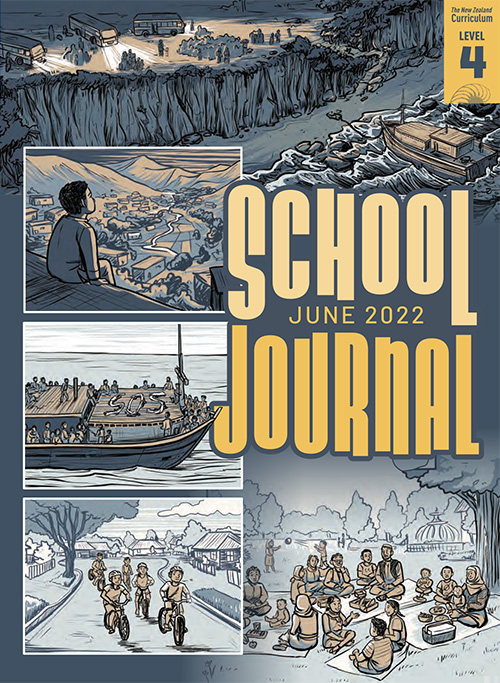 The New Zealand
Curriculum
LEVEL
4
SCHOOL
JUNE 2022
JOURNAL
SOS